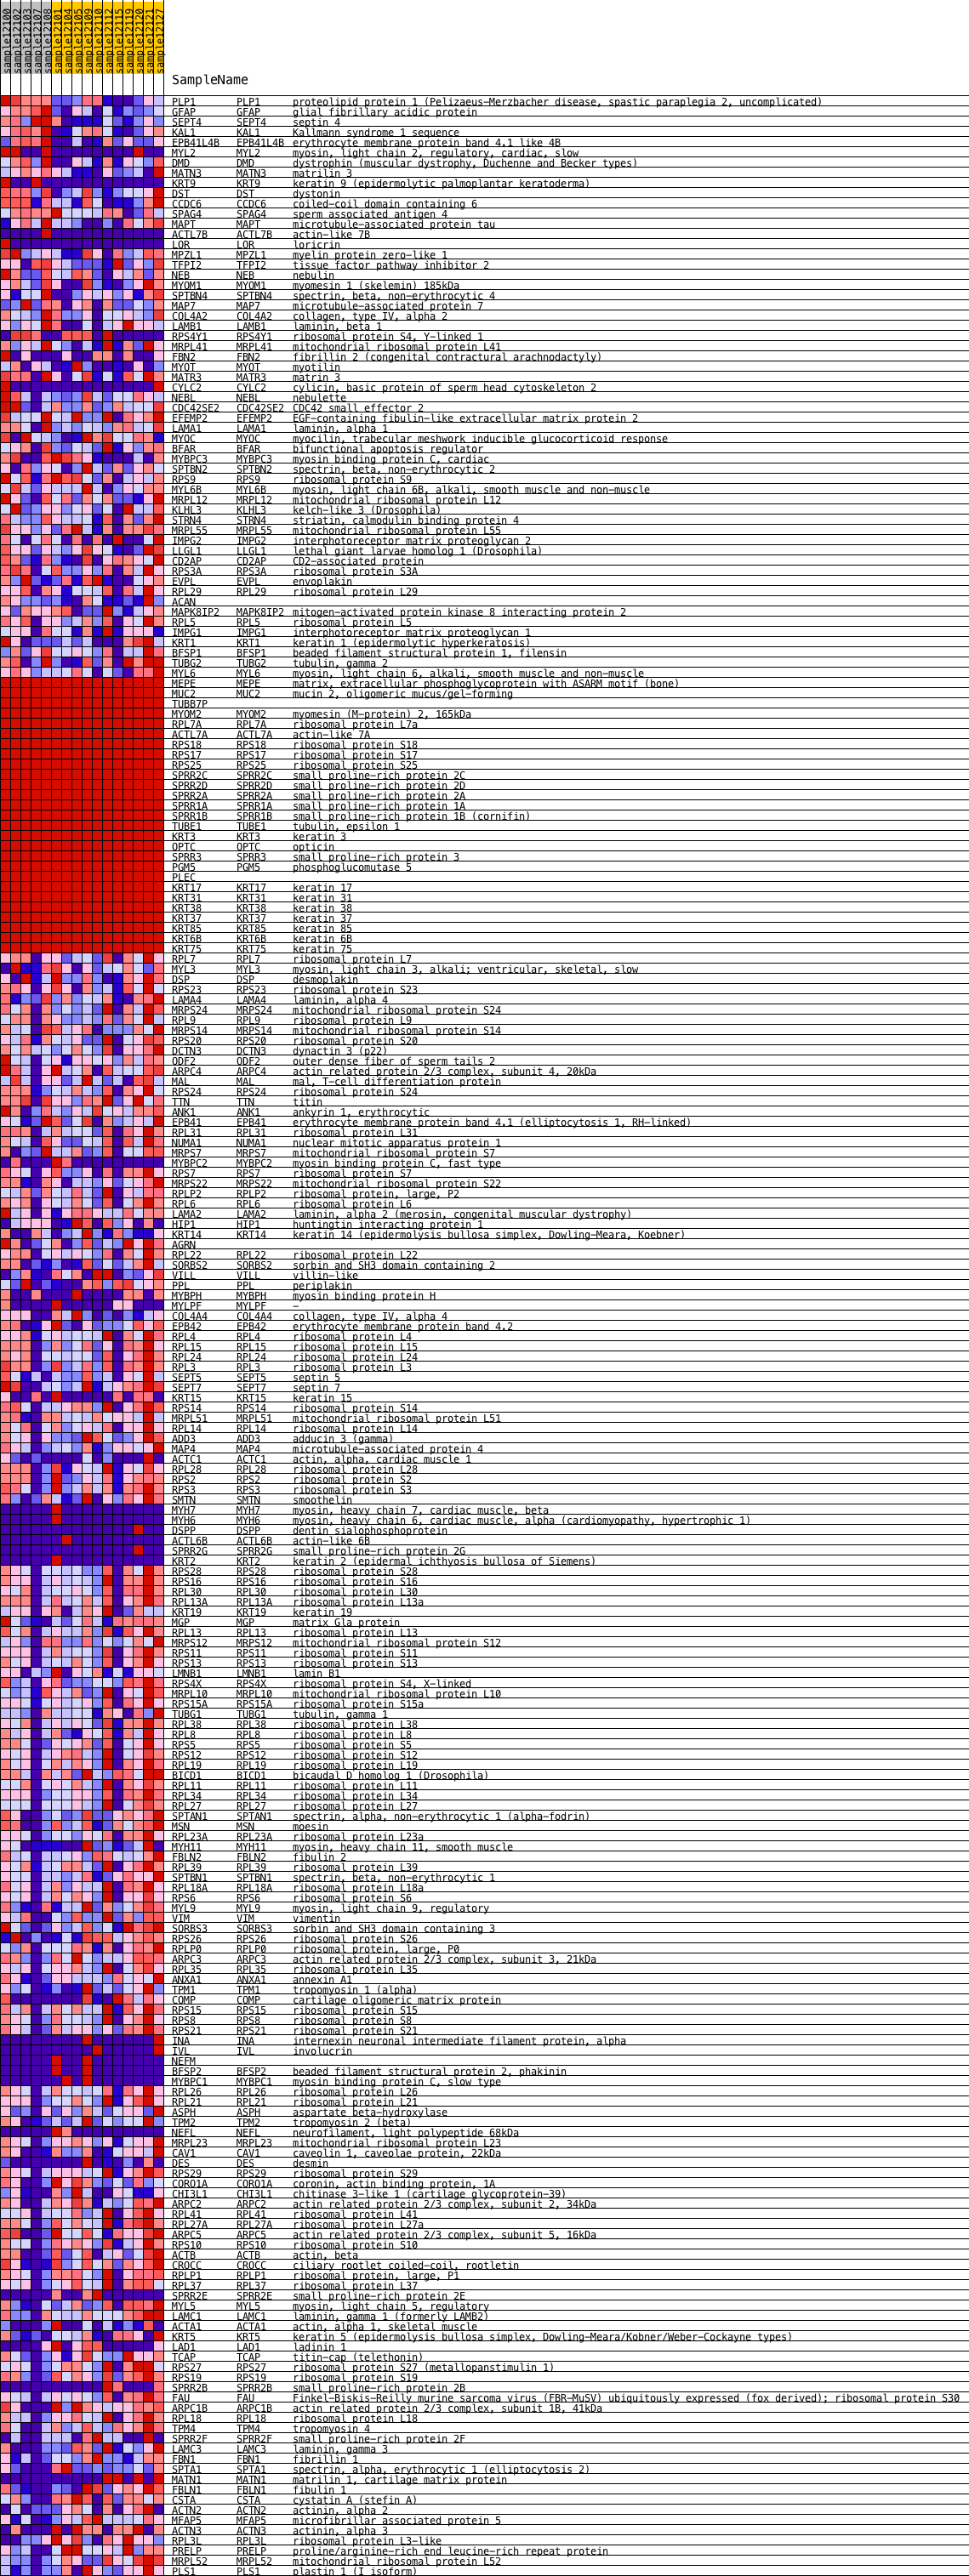 sample12100 sample12102 sample12103 sample12107 sample12108 sample12101 sample12104 sample12105 sample12109 sample12110 sample12112 sample12115 sample12119 sample12120 sample12121 sample12127
SampleName
PLP1 PLP1 proteolipid protein 1 (Pelizaeus-Merzbacher disease, spastic paraplegia 2, uncomplicated)
GFAP GFAP glial fibrillary acidic protein
SEPT4 SEPT4 septin 4
KAL1 KAL1 Kallmann syndrome 1 sequence
EPB41L4B EPB41L4B erythrocyte membrane protein band 4.1 like 4B
MYL2 MYL2 myosin, light chain 2, regulatory, cardiac, slow
DMD DMD dystrophin (muscular dystrophy, Duchenne and Becker types)
MATN3 MATN3 matrilin 3
KRT9 KRT9 keratin 9 (epidermolytic palmoplantar keratoderma)
DST DST dystonin
CCDC6 CCDC6 coiled-coil domain containing 6
SPAG4 SPAG4 sperm associated antigen 4
MAPT MAPT microtubule-associated protein tau
ACTL7B ACTL7B actin-like 7B
LOR LOR loricrin
MPZL1 MPZL1 myelin protein zero-like 1
TFPI2 TFPI2 tissue factor pathway inhibitor 2
NEB NEB nebulin
MYOM1 MYOM1 myomesin 1 (skelemin) 185kDa
SPTBN4 SPTBN4 spectrin, beta, non-erythrocytic 4
MAP7 MAP7 microtubule-associated protein 7
COL4A2 COL4A2 collagen, type IV, alpha 2
LAMB1 LAMB1 laminin, beta 1
RPS4Y1 RPS4Y1 ribosomal protein S4, Y-linked 1
MRPL41 MRPL41 mitochondrial ribosomal protein L41
FBN2 FBN2 fibrillin 2 (congenital contractural arachnodactyly)
MYOT MYOT myotilin
MATR3 MATR3 matrin 3
CYLC2 CYLC2 cylicin, basic protein of sperm head cytoskeleton 2
NEBL NEBL nebulette
CDC42SE2 CDC42SE2 CDC42 small effector 2
EFEMP2 EFEMP2 EGF-containing fibulin-like extracellular matrix protein 2
LAMA1 LAMA1 laminin, alpha 1
MYOC MYOC myocilin, trabecular meshwork inducible glucocorticoid response
BFAR BFAR bifunctional apoptosis regulator
MYBPC3 MYBPC3 myosin binding protein C, cardiac
SPTBN2 SPTBN2 spectrin, beta, non-erythrocytic 2
RPS9 RPS9 ribosomal protein S9
MYL6B MYL6B myosin, light chain 6B, alkali, smooth muscle and non-muscle
MRPL12 MRPL12 mitochondrial ribosomal protein L12
KLHL3 KLHL3 kelch-like 3 (Drosophila)
STRN4 STRN4 striatin, calmodulin binding protein 4
MRPL55 MRPL55 mitochondrial ribosomal protein L55
IMPG2 IMPG2 interphotoreceptor matrix proteoglycan 2
LLGL1 LLGL1 lethal giant larvae homolog 1 (Drosophila)
CD2AP CD2AP CD2-associated protein
RPS3A RPS3A ribosomal protein S3A
EVPL EVPL envoplakin
RPL29 RPL29 ribosomal protein L29
ACAN
MAPK8IP2 MAPK8IP2 mitogen-activated protein kinase 8 interacting protein 2
RPL5 RPL5 ribosomal protein L5
IMPG1 IMPG1 interphotoreceptor matrix proteoglycan 1
KRT1 KRT1 keratin 1 (epidermolytic hyperkeratosis)
BFSP1 BFSP1 beaded filament structural protein 1, filensin
TUBG2 TUBG2 tubulin, gamma 2
MYL6 MYL6 myosin, light chain 6, alkali, smooth muscle and non-muscle
MEPE MEPE matrix, extracellular phosphoglycoprotein with ASARM motif (bone)
MUC2 MUC2 mucin 2, oligomeric mucus/gel-forming
TUBB7P
MYOM2 MYOM2 myomesin (M-protein) 2, 165kDa
RPL7A RPL7A ribosomal protein L7a
ACTL7A ACTL7A actin-like 7A
RPS18 RPS18 ribosomal protein S18
RPS17 RPS17 ribosomal protein S17
RPS25 RPS25 ribosomal protein S25
SPRR2C SPRR2C small proline-rich protein 2C
SPRR2D SPRR2D small proline-rich protein 2D
SPRR2A SPRR2A small proline-rich protein 2A
SPRR1A SPRR1A small proline-rich protein 1A
SPRR1B SPRR1B small proline-rich protein 1B (cornifin)
TUBE1 TUBE1 tubulin, epsilon 1
KRT3 KRT3 keratin 3
OPTC OPTC opticin
SPRR3 SPRR3 small proline-rich protein 3
PGM5 PGM5 phosphoglucomutase 5
PLEC
KRT17 KRT17 keratin 17
KRT31 KRT31 keratin 31
KRT38 KRT38 keratin 38
KRT37 KRT37 keratin 37
KRT85 KRT85 keratin 85
KRT6B KRT6B keratin 6B
KRT75 KRT75 keratin 75
RPL7 RPL7 ribosomal protein L7
MYL3 MYL3 myosin, light chain 3, alkali; ventricular, skeletal, slow
DSP DSP desmoplakin
RPS23 RPS23 ribosomal protein S23
LAMA4 LAMA4 laminin, alpha 4
MRPS24 MRPS24 mitochondrial ribosomal protein S24
RPL9 RPL9 ribosomal protein L9
MRPS14 MRPS14 mitochondrial ribosomal protein S14
RPS20 RPS20 ribosomal protein S20
DCTN3 DCTN3 dynactin 3 (p22)
ODF2 ODF2 outer dense fiber of sperm tails 2
ARPC4 ARPC4 actin related protein 2/3 complex, subunit 4, 20kDa
MAL MAL mal, T-cell differentiation protein
RPS24 RPS24 ribosomal protein S24
TTN TTN titin
ANK1 ANK1 ankyrin 1, erythrocytic
EPB41 EPB41 erythrocyte membrane protein band 4.1 (elliptocytosis 1, RH-linked)
RPL31 RPL31 ribosomal protein L31
NUMA1 NUMA1 nuclear mitotic apparatus protein 1
MRPS7 MRPS7 mitochondrial ribosomal protein S7
MYBPC2 MYBPC2 myosin binding protein C, fast type
RPS7 RPS7 ribosomal protein S7
MRPS22 MRPS22 mitochondrial ribosomal protein S22
RPLP2 RPLP2 ribosomal protein, large, P2
RPL6 RPL6 ribosomal protein L6
LAMA2 LAMA2 laminin, alpha 2 (merosin, congenital muscular dystrophy)
HIP1 HIP1 huntingtin interacting protein 1
KRT14 KRT14 keratin 14 (epidermolysis bullosa simplex, Dowling-Meara, Koebner)
AGRN
RPL22 RPL22 ribosomal protein L22
SORBS2 SORBS2 sorbin and SH3 domain containing 2
VILL VILL villin-like
PPL PPL periplakin
MYBPH MYBPH myosin binding protein H
MYLPF MYLPF -
COL4A4 COL4A4 collagen, type IV, alpha 4
EPB42 EPB42 erythrocyte membrane protein band 4.2
RPL4 RPL4 ribosomal protein L4
RPL15 RPL15 ribosomal protein L15
RPL24 RPL24 ribosomal protein L24
RPL3 RPL3 ribosomal protein L3
SEPT5 SEPT5 septin 5
SEPT7 SEPT7 septin 7
KRT15 KRT15 keratin 15
RPS14 RPS14 ribosomal protein S14
MRPL51 MRPL51 mitochondrial ribosomal protein L51
RPL14 RPL14 ribosomal protein L14
ADD3 ADD3 adducin 3 (gamma)
MAP4 MAP4 microtubule-associated protein 4
ACTC1 ACTC1 actin, alpha, cardiac muscle 1
RPL28 RPL28 ribosomal protein L28
RPS2 RPS2 ribosomal protein S2
RPS3 RPS3 ribosomal protein S3
SMTN SMTN smoothelin
MYH7 MYH7 myosin, heavy chain 7, cardiac muscle, beta
MYH6 MYH6 myosin, heavy chain 6, cardiac muscle, alpha (cardiomyopathy, hypertrophic 1)
DSPP DSPP dentin sialophosphoprotein
ACTL6B ACTL6B actin-like 6B
SPRR2G SPRR2G small proline-rich protein 2G
KRT2 KRT2 keratin 2 (epidermal ichthyosis bullosa of Siemens)
RPS28 RPS28 ribosomal protein S28
RPS16 RPS16 ribosomal protein S16
RPL30 RPL30 ribosomal protein L30
RPL13A RPL13A ribosomal protein L13a
KRT19 KRT19 keratin 19
MGP MGP matrix Gla protein
RPL13 RPL13 ribosomal protein L13
MRPS12 MRPS12 mitochondrial ribosomal protein S12
RPS11 RPS11 ribosomal protein S11
RPS13 RPS13 ribosomal protein S13
LMNB1 LMNB1 lamin B1
RPS4X RPS4X ribosomal protein S4, X-linked
MRPL10 MRPL10 mitochondrial ribosomal protein L10
RPS15A RPS15A ribosomal protein S15a
TUBG1 TUBG1 tubulin, gamma 1
RPL38 RPL38 ribosomal protein L38
RPL8 RPL8 ribosomal protein L8
RPS5 RPS5 ribosomal protein S5
RPS12 RPS12 ribosomal protein S12
RPL19 RPL19 ribosomal protein L19
BICD1 BICD1 bicaudal D homolog 1 (Drosophila)
RPL11 RPL11 ribosomal protein L11
RPL34 RPL34 ribosomal protein L34
RPL27 RPL27 ribosomal protein L27
SPTAN1 SPTAN1 spectrin, alpha, non-erythrocytic 1 (alpha-fodrin)
MSN MSN moesin
RPL23A RPL23A ribosomal protein L23a
MYH11 MYH11 myosin, heavy chain 11, smooth muscle
FBLN2 FBLN2 fibulin 2
RPL39 RPL39 ribosomal protein L39
SPTBN1 SPTBN1 spectrin, beta, non-erythrocytic 1
RPL18A RPL18A ribosomal protein L18a
RPS6 RPS6 ribosomal protein S6
MYL9 MYL9 myosin, light chain 9, regulatory
VIM VIM vimentin
SORBS3 SORBS3 sorbin and SH3 domain containing 3
RPS26 RPS26 ribosomal protein S26
RPLP0 RPLP0 ribosomal protein, large, P0
ARPC3 ARPC3 actin related protein 2/3 complex, subunit 3, 21kDa
RPL35 RPL35 ribosomal protein L35
ANXA1 ANXA1 annexin A1
TPM1 TPM1 tropomyosin 1 (alpha)
COMP COMP cartilage oligomeric matrix protein
RPS15 RPS15 ribosomal protein S15
RPS8 RPS8 ribosomal protein S8
RPS21 RPS21 ribosomal protein S21
INA INA internexin neuronal intermediate filament protein, alpha
IVL IVL involucrin
NEFM
BFSP2 BFSP2 beaded filament structural protein 2, phakinin
MYBPC1 MYBPC1 myosin binding protein C, slow type
RPL26 RPL26 ribosomal protein L26
RPL21 RPL21 ribosomal protein L21
ASPH ASPH aspartate beta-hydroxylase
TPM2 TPM2 tropomyosin 2 (beta)
NEFL NEFL neurofilament, light polypeptide 68kDa
MRPL23 MRPL23 mitochondrial ribosomal protein L23
CAV1 CAV1 caveolin 1, caveolae protein, 22kDa
DES DES desmin
RPS29 RPS29 ribosomal protein S29
CORO1A CORO1A coronin, actin binding protein, 1A
CHI3L1 CHI3L1 chitinase 3-like 1 (cartilage glycoprotein-39)
ARPC2 ARPC2 actin related protein 2/3 complex, subunit 2, 34kDa
RPL41 RPL41 ribosomal protein L41
RPL27A RPL27A ribosomal protein L27a
ARPC5 ARPC5 actin related protein 2/3 complex, subunit 5, 16kDa
RPS10 RPS10 ribosomal protein S10
ACTB ACTB actin, beta
CROCC CROCC ciliary rootlet coiled-coil, rootletin
RPLP1 RPLP1 ribosomal protein, large, P1
RPL37 RPL37 ribosomal protein L37
SPRR2E SPRR2E small proline-rich protein 2E
MYL5 MYL5 myosin, light chain 5, regulatory
LAMC1 LAMC1 laminin, gamma 1 (formerly LAMB2)
ACTA1 ACTA1 actin, alpha 1, skeletal muscle
KRT5 KRT5 keratin 5 (epidermolysis bullosa simplex, Dowling-Meara/Kobner/Weber-Cockayne types)
LAD1 LAD1 ladinin 1
TCAP TCAP titin-cap (telethonin)
RPS27 RPS27 ribosomal protein S27 (metallopanstimulin 1)
RPS19 RPS19 ribosomal protein S19
SPRR2B SPRR2B small proline-rich protein 2B
FAU FAU Finkel-Biskis-Reilly murine sarcoma virus (FBR-MuSV) ubiquitously expressed (fox derived); ribosomal protein S30
ARPC1B ARPC1B actin related protein 2/3 complex, subunit 1B, 41kDa
RPL18 RPL18 ribosomal protein L18
TPM4 TPM4 tropomyosin 4
SPRR2F SPRR2F small proline-rich protein 2F
LAMC3 LAMC3 laminin, gamma 3
FBN1 FBN1 fibrillin 1
SPTA1 SPTA1 spectrin, alpha, erythrocytic 1 (elliptocytosis 2)
MATN1 MATN1 matrilin 1, cartilage matrix protein
FBLN1 FBLN1 fibulin 1
CSTA CSTA cystatin A (stefin A)
ACTN2 ACTN2 actinin, alpha 2
MFAP5 MFAP5 microfibrillar associated protein 5
ACTN3 ACTN3 actinin, alpha 3
RPL3L RPL3L ribosomal protein L3-like
PRELP PRELP proline/arginine-rich end leucine-rich repeat protein
MRPL52 MRPL52 mitochondrial ribosomal protein L52
PLS1 PLS1 plastin 1 (I isoform)